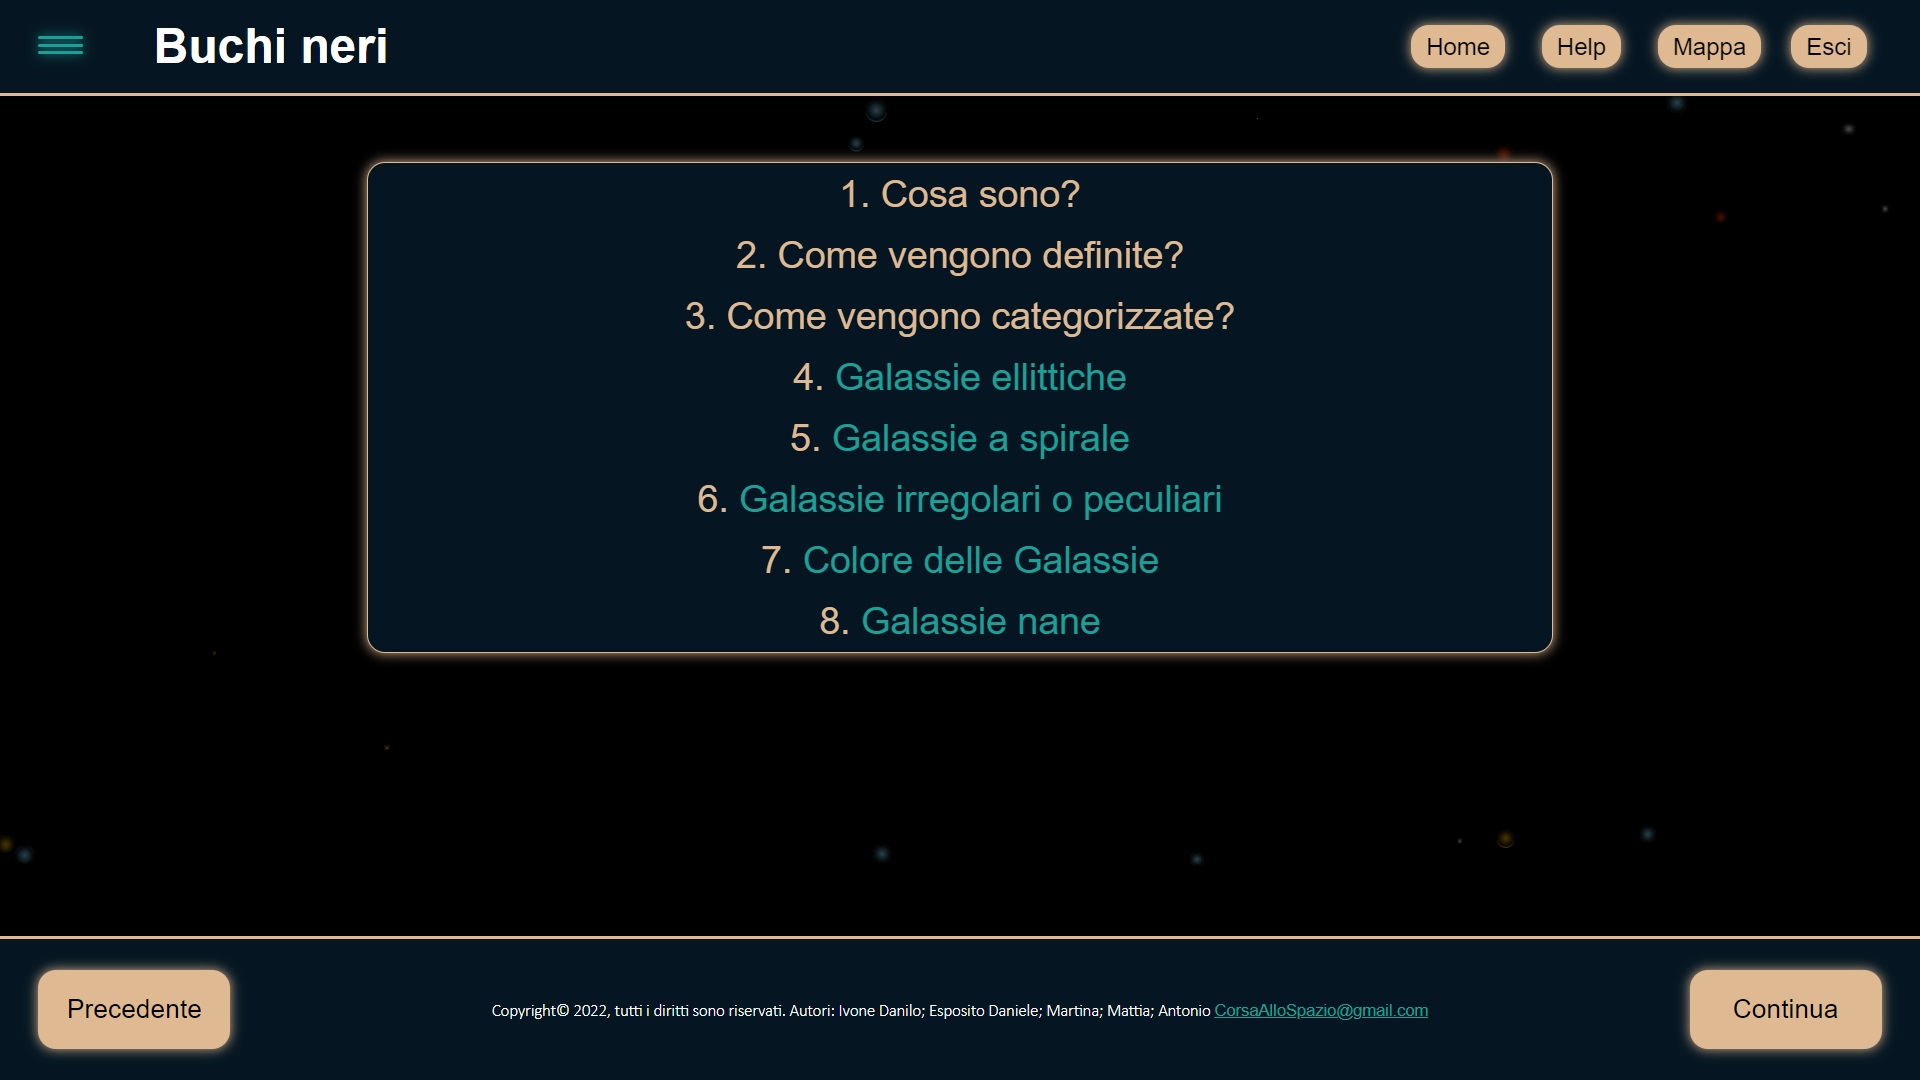 Buchi neri
Home
Help
Mappa
Esci
1. Cosa sono?
2. Come vengono definite?
3. Come vengono categorizzate?
4. Galassie ellittiche
5. Galassie a spirale
6. Galassie irregolari o peculiari
7. Colore delle Galassie
8. Galassie nane
Precedente
Copyright© 2022, tutti i diritti sono riservati. Autori: Ivone Danilo; Esposito Daniele; Martina; Mattia; Antonio CorsaAlloSpazio@gmail.com
Continua